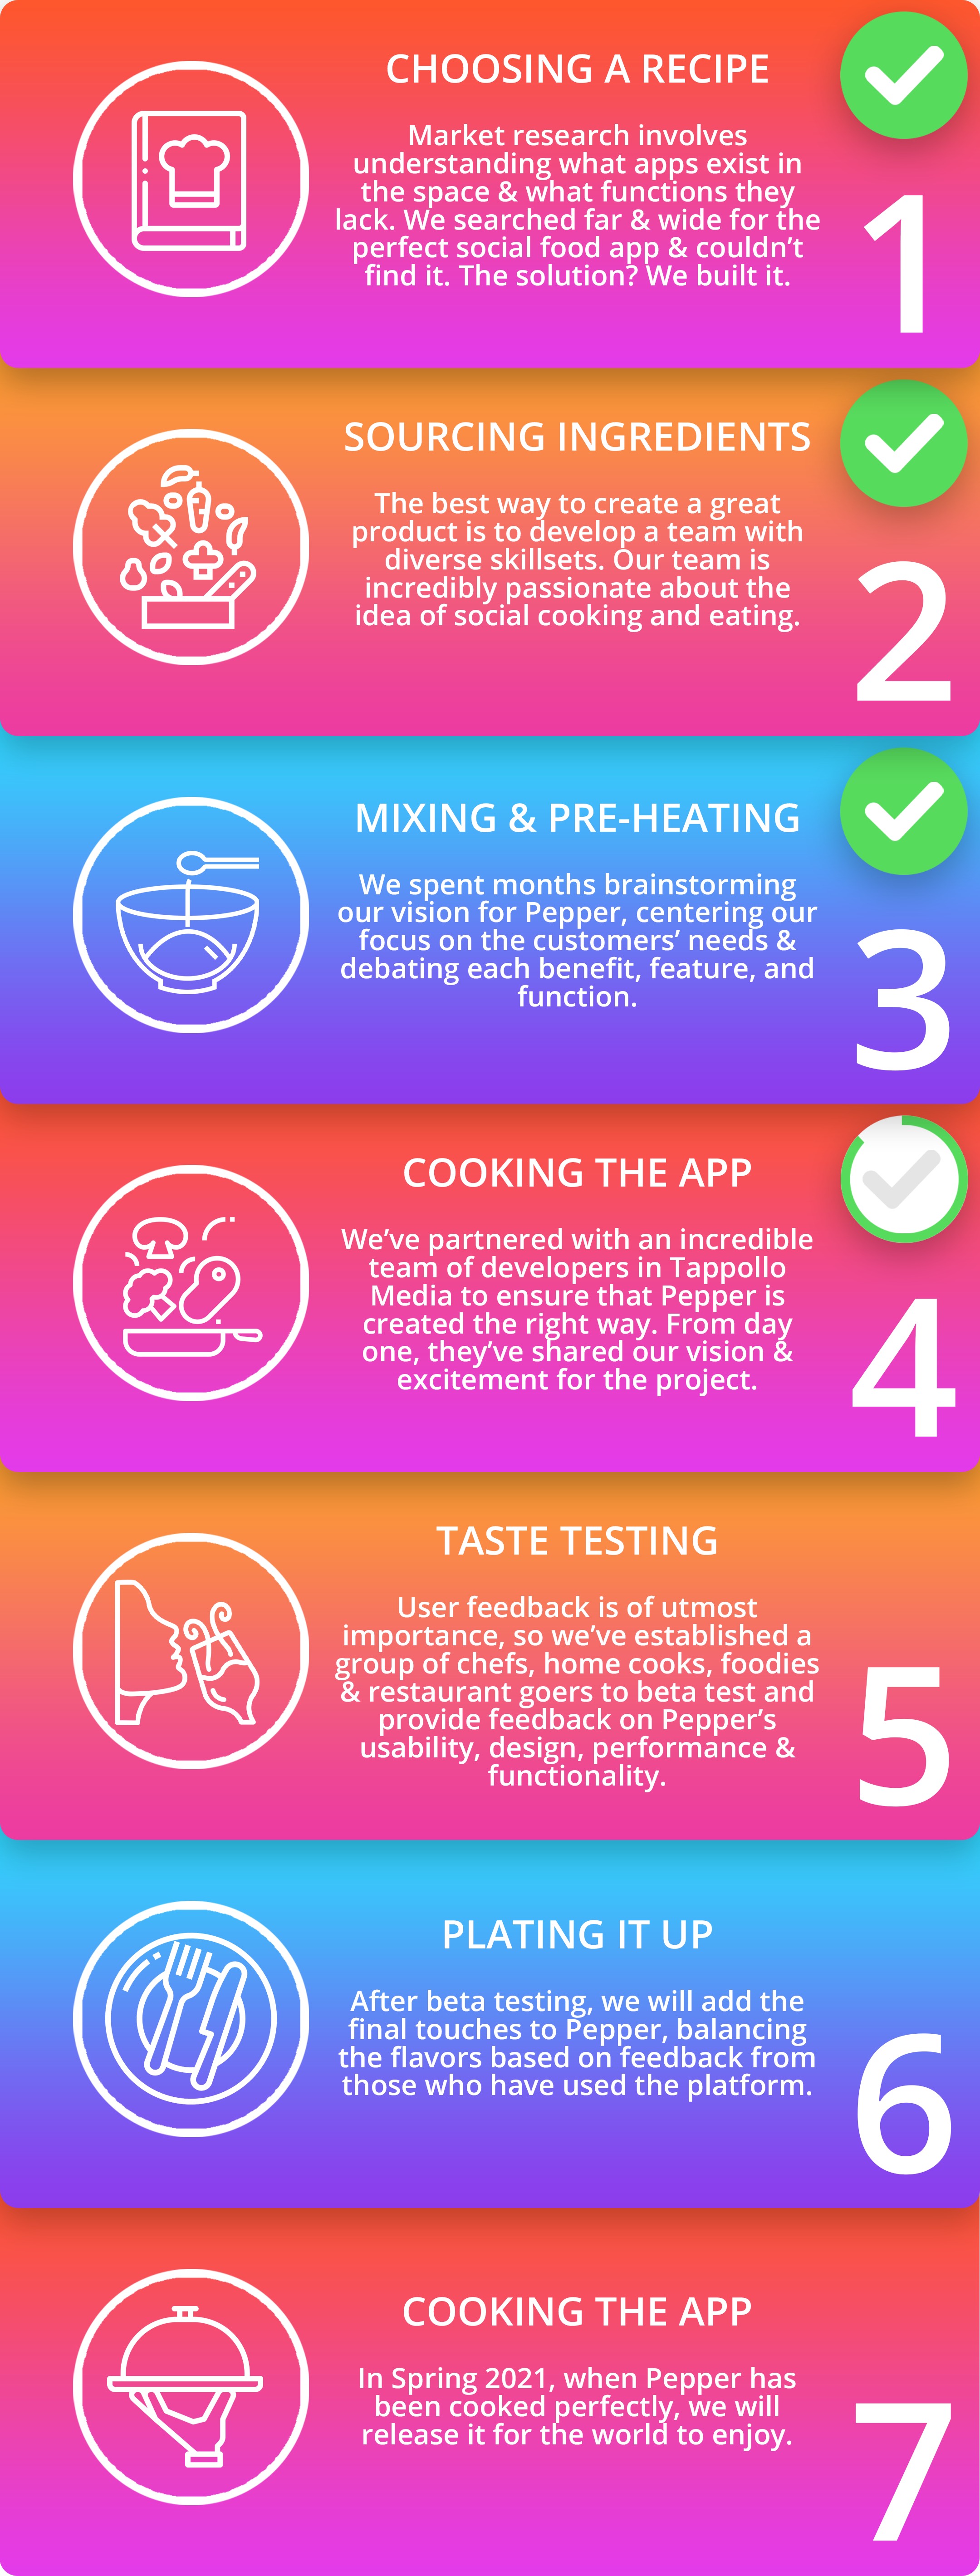 CHOOSING A RECIPE
Market research involves
understanding what apps exist in
the space & what functions they
lack. We searched far & wide for the
perfect social food app & couldn’t
find it. The solution? We built it.
1
SOURCING INGREDIENTS
The best way to create a great
product is to develop a team with
diverse skillsets. Our team is
incredibly passionate about the
idea of social cooking and eating.
2
MIXING & PRE-HEATING
We spent months brainstorming
our vision for Pepper, centering our
focus on the customers’ needs &
debating each benefit, feature, and
function.
3
COOKING THE APP
We’ve partnered with an incredible
team of developers in Tappollo
Media to ensure that Pepper is
created the right way. From day
one, they’ve shared our vision &
excitement for the project.
4
TASTE TESTING
User feedback is of utmost
importance, so we’ve established a
group of chefs, home cooks, foodies
& restaurant goers to beta test and
provide feedback on Pepper’s
usability, design, performance &
functionality.
5
PLATING IT UP
After beta testing, we will add the
final touches to Pepper, balancing
the flavors based on feedback from
those who have used the platform.
6
COOKING THE APP
In Spring 2021, when Pepper has
been cooked perfectly, we will
release it for the world to enjoy.
7